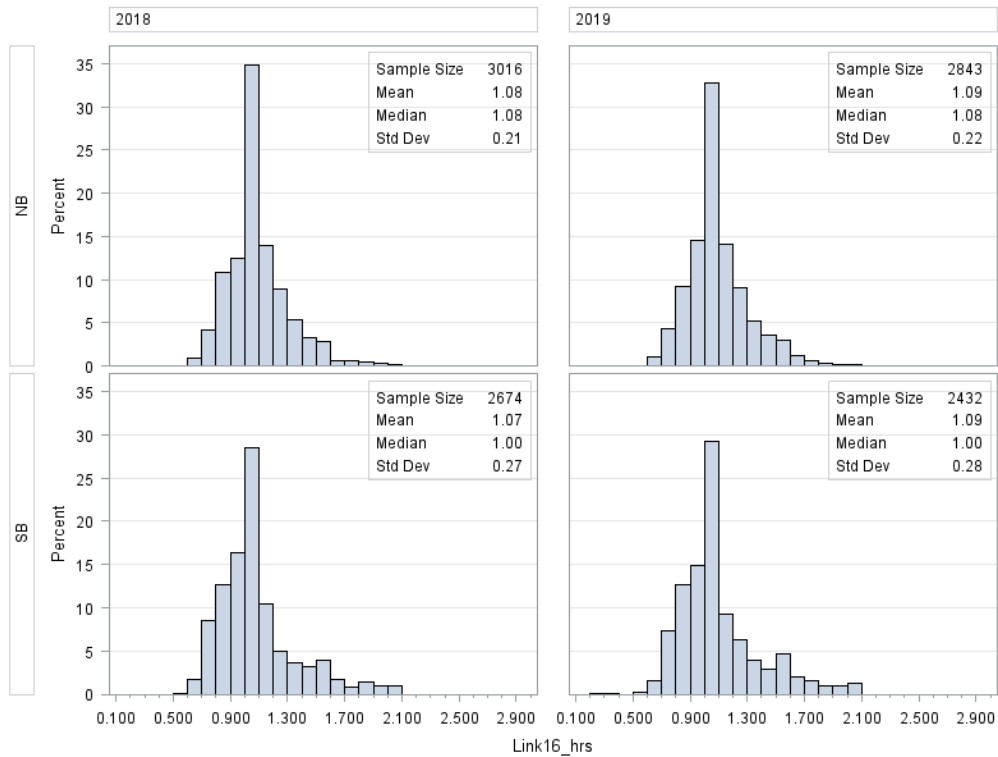 2018
2019
NB
Percent
35
30
25
20
15
10
5
0
Sample Size 3016
Mean 1.08
Median 1.08
Std Dev 0.21
Sample Size 2843
Mean 1.09
Median 1.08
Std Dev 0.22
SB
Percent
35
30
25
20
15
10
5
0
Sample Size 2674
Mean 1.07
Median 1.00
Std Dev 0.27
Sample Size 2432
Mean 1.09
Median 1.00
Std Dev 0.28
0.100 0.500 0.900 1.300 1.700 2.100 2.500 2.900
0.100 0.500 0.900 1.300 1.700 2.100 2.500 2.900
Link16_hrs